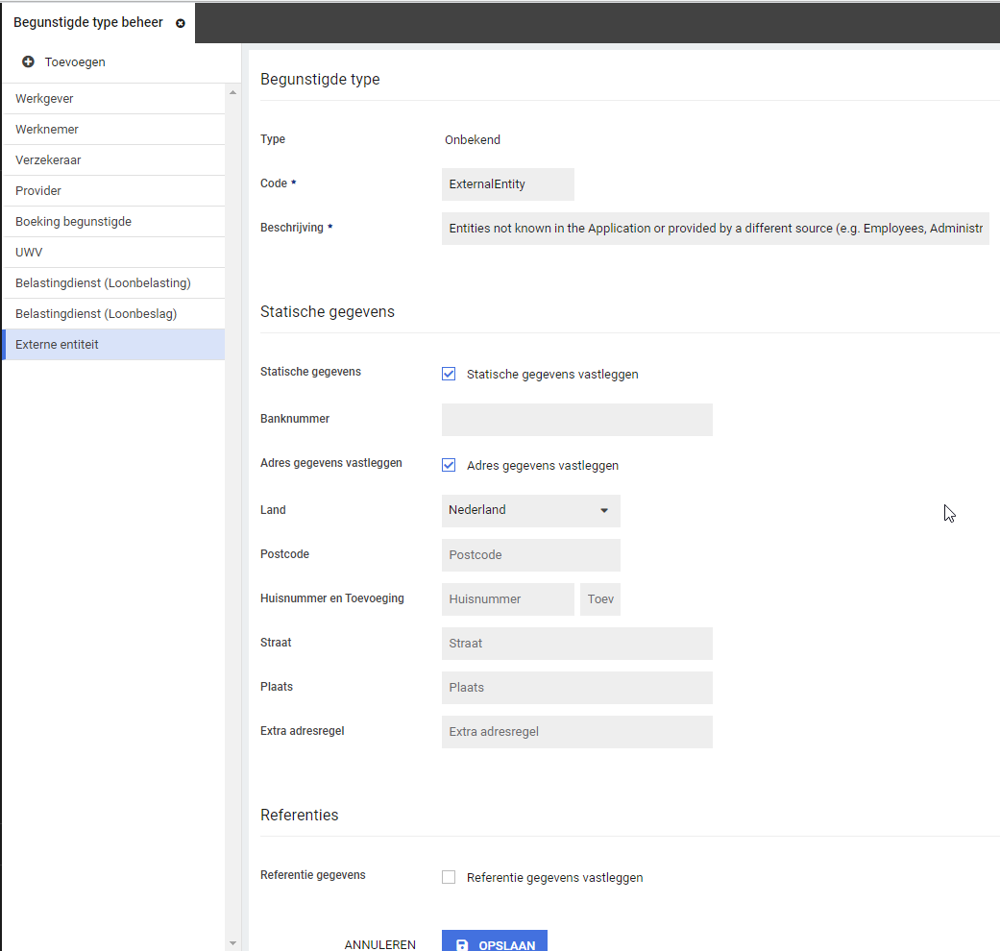 Begunstigde type beheer
Toevoegen
Werkgever
Werknemer
Verzekeraar
Provider
Boeking begunstigde
UWV
Belastingdienst (Loonbelasting)
Belastingdienst (Loonbeslag)
Externe entiteit
Begunstigde type
Type Onbekend
Code * ExternalEntity
Beschrijving * Entities not known in the Application or provided by a different source (e.g. Employees, Administr
Statische gegevens
Statische gegevens Statische gegevens vastleggen
Banknummer
Adres gegevens vastleggen Adres gegevens vastleggen
Land Nederland
Postcode Postcode
Huisnummer en Toevoeging Huisnummer Toev
Straat Straat
Plaats Plaats
Extra adresregel Extra adresregel
Referenties
Referentie gegevens Referentie gegevens vastleggen
ANNULEREN OPSLAAN